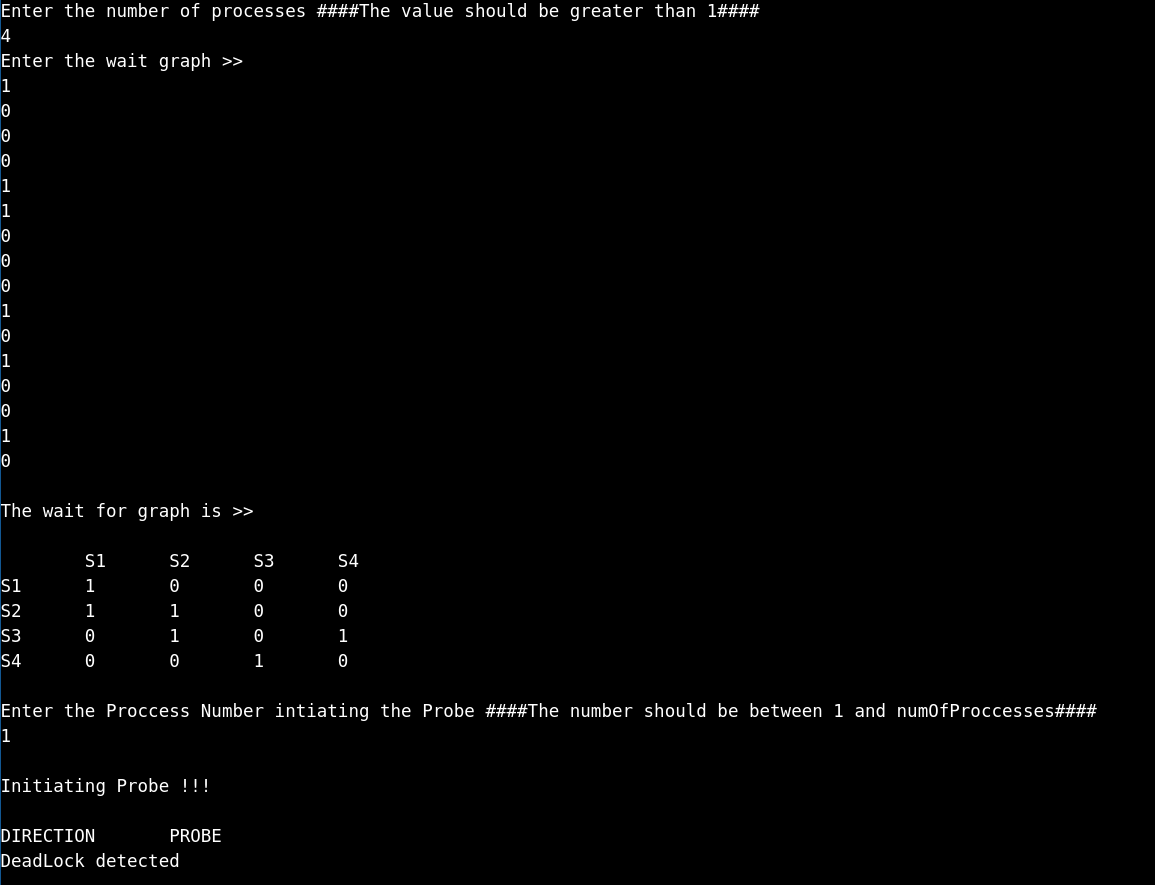 Enter the number of processes ####The value should be greater than 1####
4
Enter the wait graph >>
1
0
0
0
1
1
0
0
0
1
0
1
0
0
1
0
The wait for graph is >>
S1 S2 S3 S4
S1 1 0 0 0
S2 1 1 0 0
S3 0 1 0 1
S4 0 0 1 0
Enter the Proccess Number intiating the Probe ####The number should be between 1 and numOfProccesses####
1
Initiating Probe !!!
DIRECTION PROBE
DeadLock detected